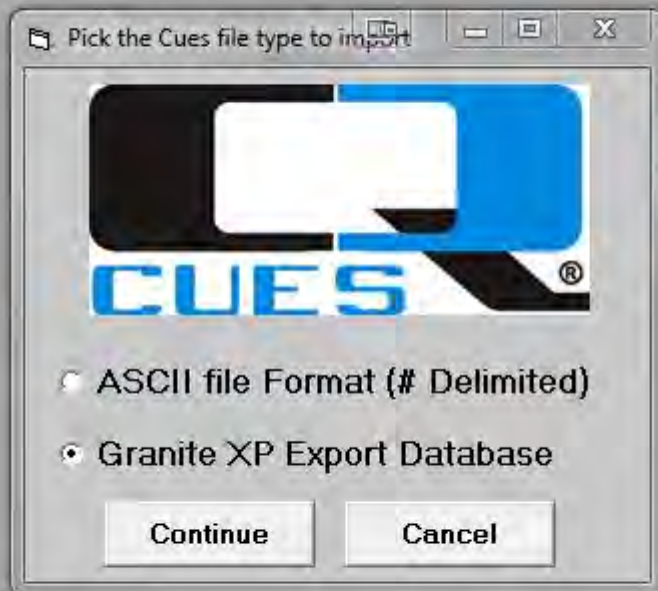 Pick the Cues file type to import
CUES ®
ASCII file Format (# Delimited)
Granite XP Export Database
Continue
Cancel